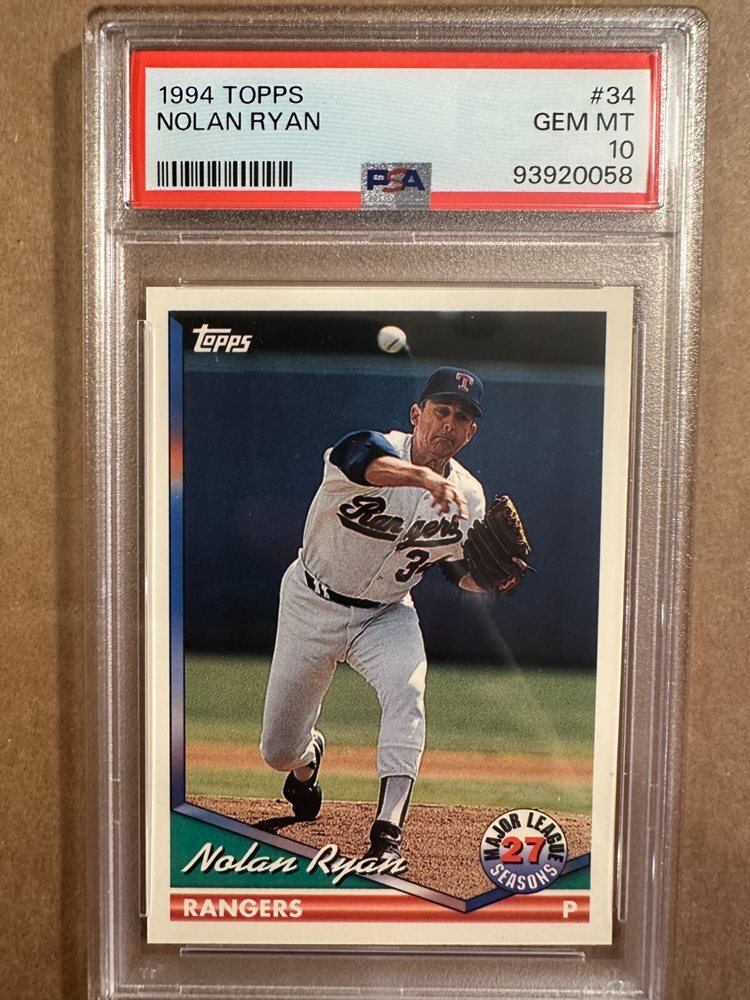 1994 TOPPS #34
NOLAN RYAN GEM MT
10
93920058
PSA
Topps
T
Rangers
34
Nolan Ryan
MAJOR LEAGUE
27
SEASONS
RANGERS P